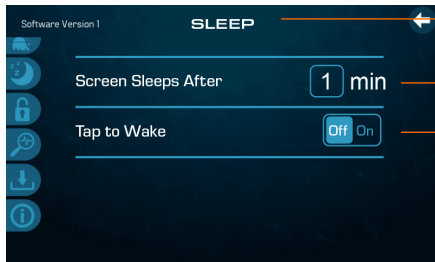 Software Version 1
SLEEP
Screen Sleeps After 1 min
Tap to Wake Off On